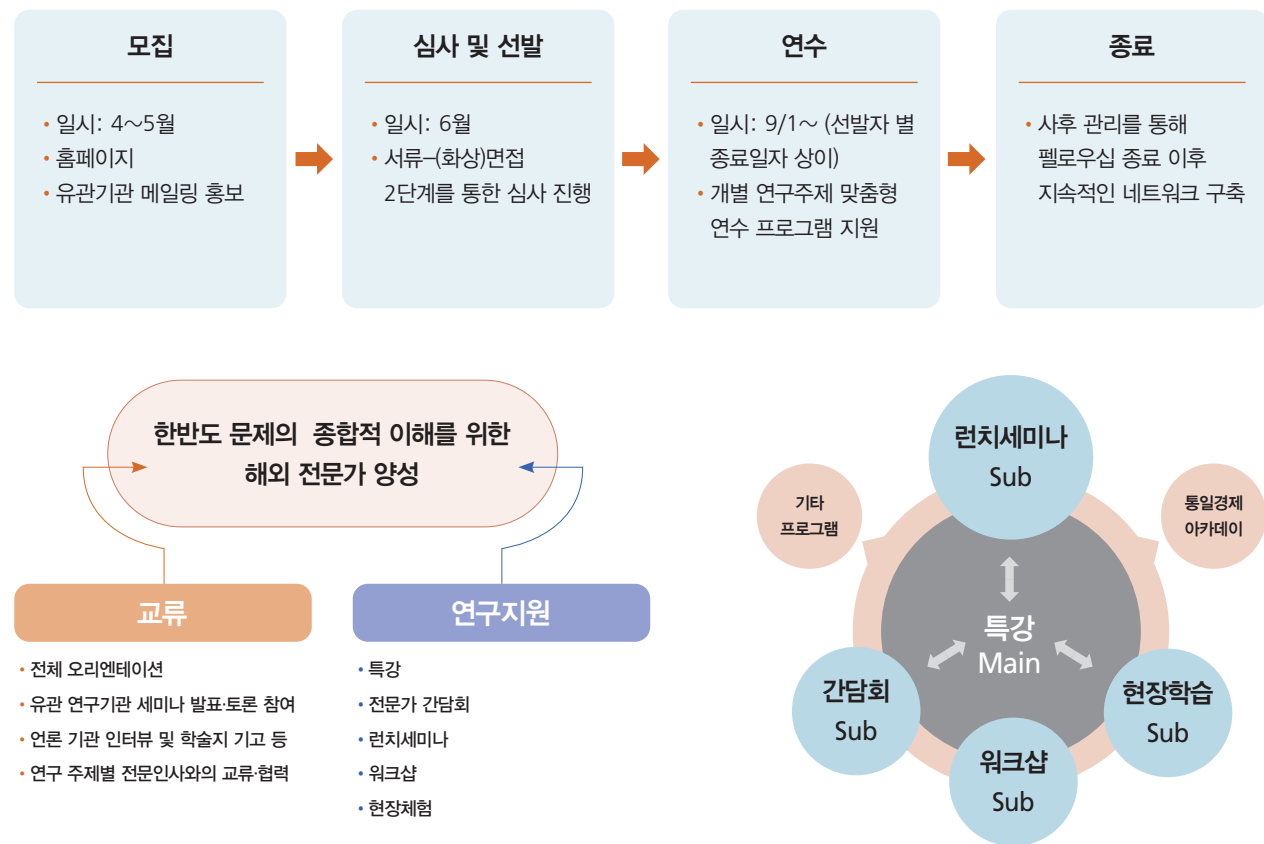 모집
• 일시: 4~5월
• 홈페이지
• 유관기관 메일링 홍보
심사 및 선발
• 일시: 6월
• 서류-(화상)면접
2단계를 통한 심사 진행
연수
• 일시: 9/1~ (선발자 별
종료일자 상이)
• 개별 연구주제 맞춤형
연수 프로그램 지원
종료
• 사후 관리를 통해
펠로우십 종료 이후
지속적인 네트워크 구축
한반도 문제의 종합적 이해를 위한
해외 전문가 양성
교류
• 전체 오리엔테이션
• 유관 연구기관 세미나 발표·토론 참여
• 언론 기관 인터뷰 및 학술지 기고 등
• 연구 주제별 전문인사와의 교류·협력
연구지원
• 특강
• 전문가 간담회
• 런치세미나
• 워크샵
• 현장체험
런치세미나
Sub
기타
프로그램
통일경제
아카데이
특강
Main
간담회
Sub
현장학습
Sub
워크샵
Sub